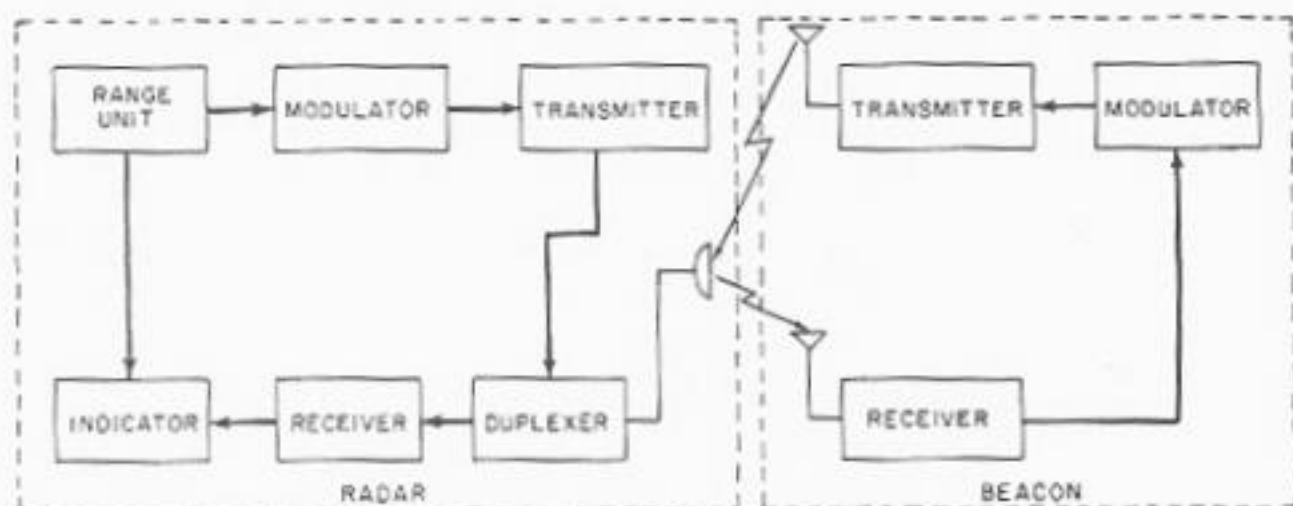 RANGE
UNIT
MODULATOR
TRANSMITTER
INDICATOR
RECEIVER
DUPLEXER
RADAR
TRANSMITTER
MODULATOR
RECEIVER
BEACON